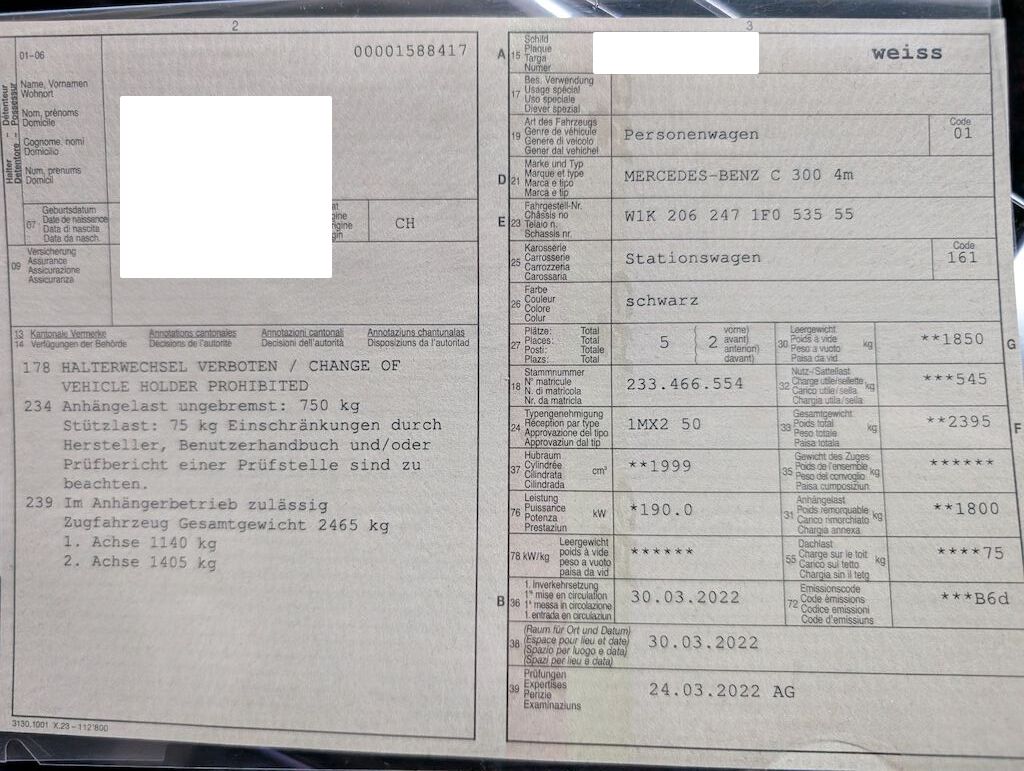 2
01-06
00001588417
Halter - Détenteur
Detentore - Possessur
Name, Vornamen
Wohnort
Nom, prénoms
Domicile
Cognome, nomi
Domicilio
Num, prenums
Domicil
07
Geburtsdatum
Date de naissance
Data di nascita
Data da nasch.
CH
09
Versicherung
Assurance
Assicurazione
Assicuranza
13 Kantonale Vermerke Annotations cantonales Annotazioni cantonali Annotaziuns chantunalas
14 Verfügungen der Behörde Décisions de l'autorité Decisioni dell'autorità Disposiziuns da l'autoritad
178 HALTERWECHSEL VERBOTEN / CHANGE OF
VEHICLE HOLDER PROHIBITED
234 Anhängelast ungebremst: 750 kg
Stützlast: 75 kg Einschränkungen durch
Hersteller, Benutzerhandbuch und/oder
Prüfbericht einer Prüfstelle sind zu
beachten.
239 Im Anhängerbetrieb zulässig
Zugfahrzeug Gesamtgewicht 2465 kg
1. Achse 1140 kg
2. Achse 1405 kg
3130.1001 X.23 – 112'800
3
A 15
Schild
Plaque
Targa
Numer
weiss
17
Bes. Verwendung
Usage spécial
Uso speciale
Diever spezial
19
Art des Fahrzeugs
Genre de véhicule
Genere di veicolo
Gener dal vehichel
Personenwagen
Code
01
D 21
Marke und Typ
Marque et type
Marca e tipo
Marca e tip
MERCEDES-BENZ C 300 4m
E 23
Fahrgestell-Nr.
Châssis no
Telaio n.
Schassis nr.
W1K 206 247 1F0 535 55
25
Karosserie
Carrosserie
Carrozzeria
Carossaria
Stationswagen
Code
161
26
Farbe
Couleur
Colore
Colur
schwarz
27
Plätze: Total
Places: Total
Posti: Totale
Plazs: Total
5
2
vorne)
avant)
anteriori)
davant)
30
Leergewicht
Poids à vide
Peso a vuoto
Paisa da vid
kg
**1850
G
18
Stammnummer
N° matricule
N. di matricola
Nr. da matricla
233.466.554
32
Nutz-/Sattellast
Charge utile/sellette
Carico utile/sella
Chargia utila/sella
kg
***545
24
Typengenehmigung
Réception par type
Approvazione del tipo
Approvaziun dal tip
1MX2 50
33
Gesamtgewicht
Poids total
Peso totale
Paisa totala
kg
**2395
F
37
Hubraum
Cylindrée
Cilindrata
Cilindrada
cm³
**1999
35
Gewicht des Zuges
Poids de l'ensemble
Peso del convoglio
Paisa cumposiziun
kg
******
76
Leistung
Puissance
Potenza
Prestaziun
kW
*190.0
31
Anhängelast
Poids remorquable
Carico rimorchiato
Chargia annexa
kg
**1800
78 kW/kg
Leergewicht
poids à vide
peso a vuoto
paisa da vid
******
55
Dachlast
Charge sur le toit
Carico sul tetto
Chargia sin il tetg
kg
****75
B 36
1. Inverkehrsetzung
1re mise en circulation
1a messa in circolazione
1. entrada en circulaziun
30.03.2022
72
Emissionscode
Code émissions
Codice emissioni
Code d'emissiuns
***B6d
38
(Raum für Ort und Datum)
(Espace pour lieu et date)
(Spazio per luogo e data)
(Spazi per lieu e data)
30.03.2022
39
Prüfungen
Expertises
Perizie
Examinaziuns
24.03.2022 AG